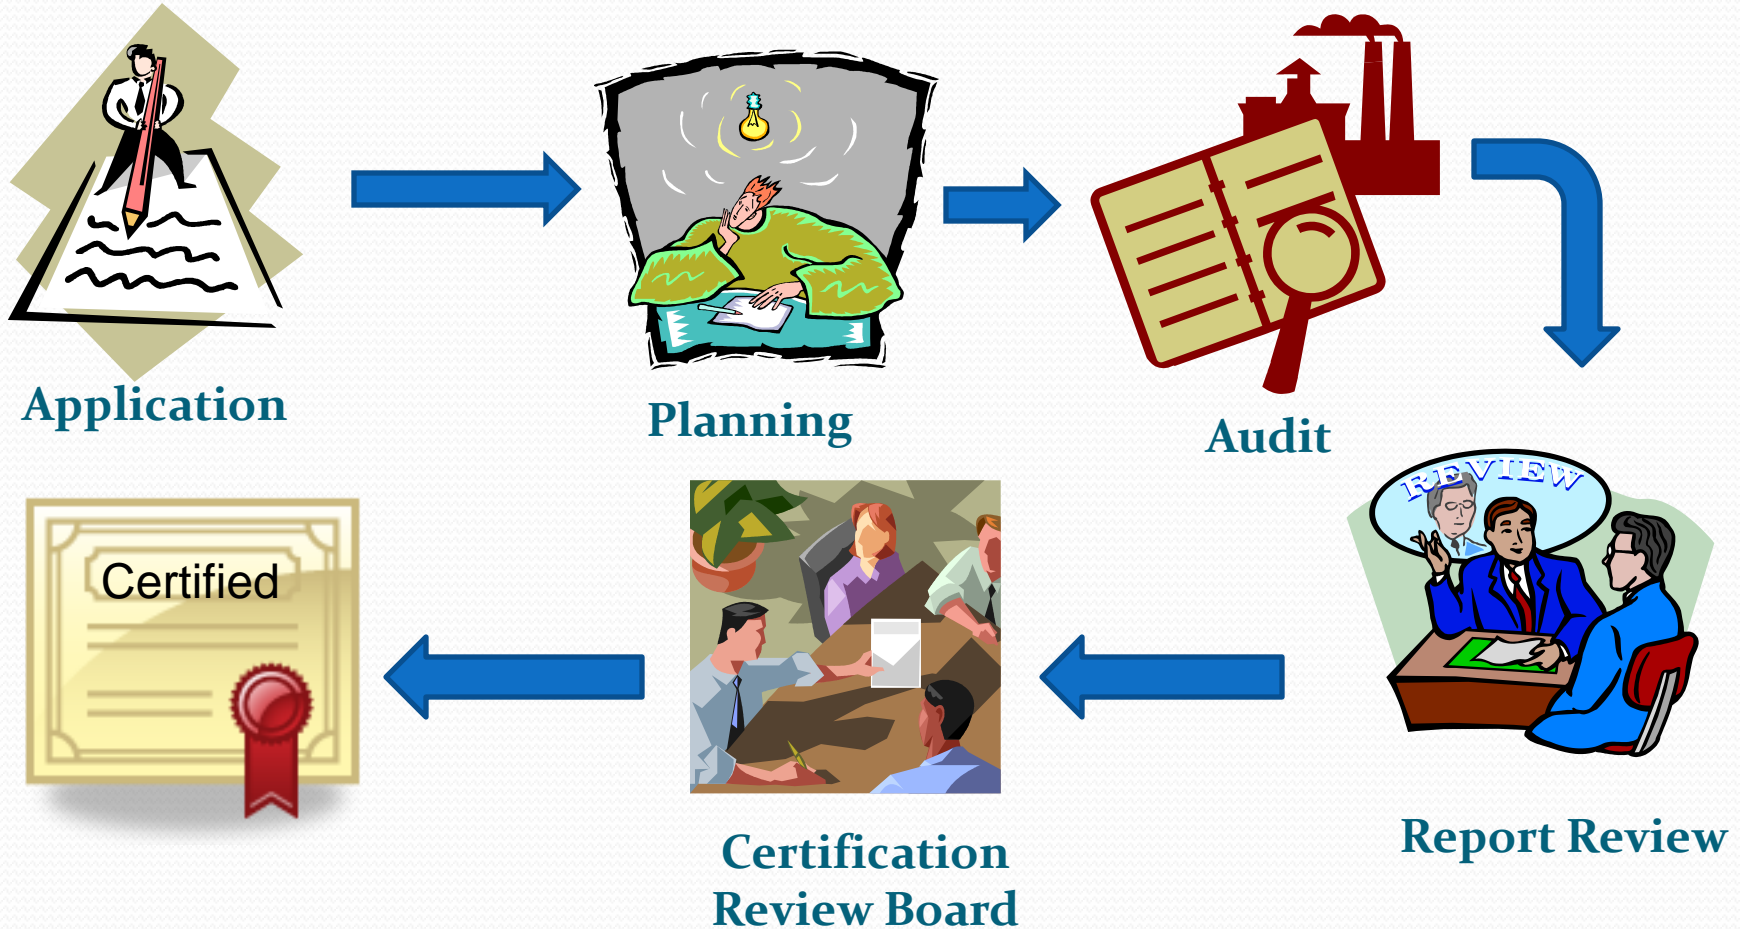 Application
Planning
Audit
REVIEW
Report Review
Certification
Review Board
Certified